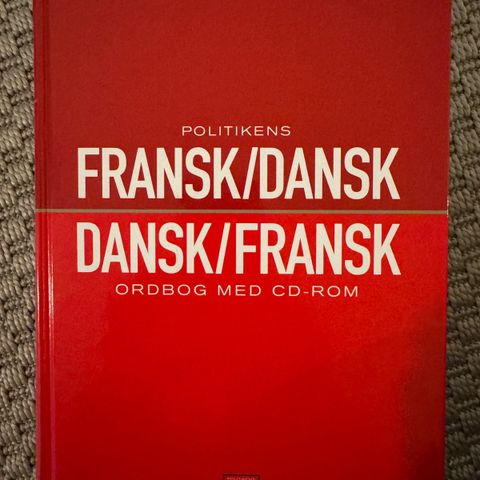 POLITIKENS
FRANSK/DANSK
DANSK/FRANSK
ORDBOG MED CD-ROM